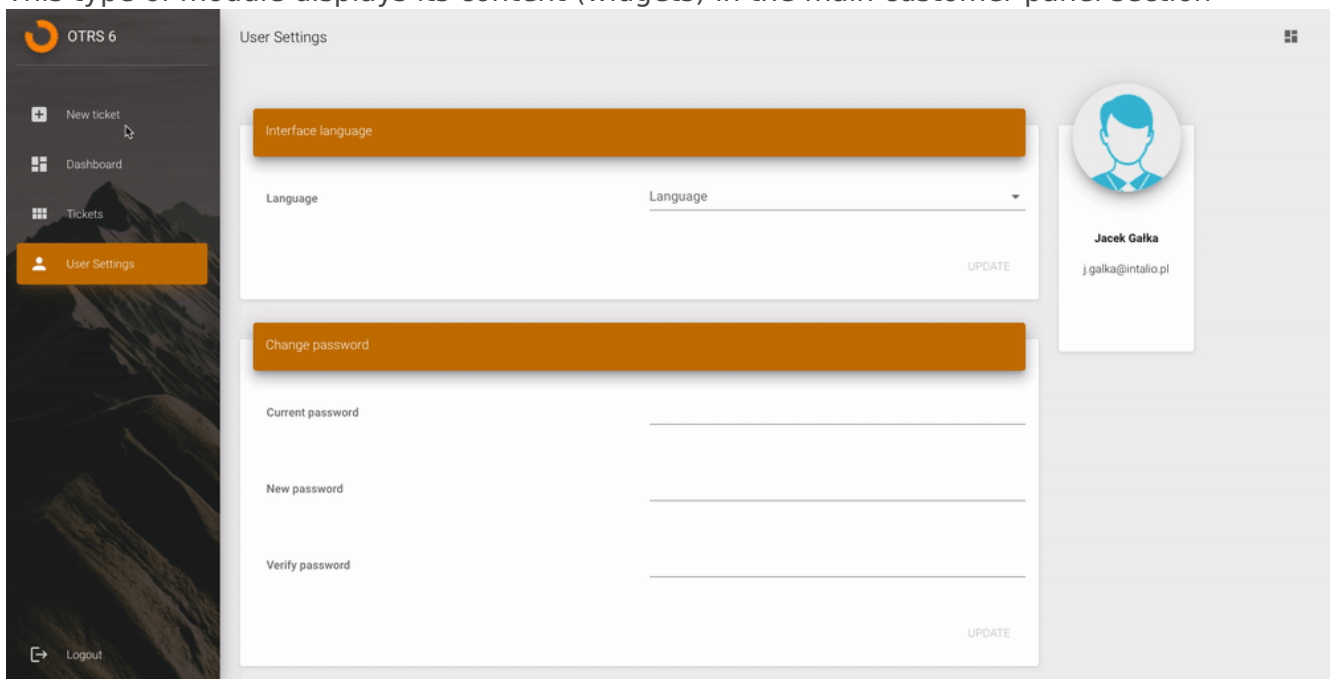 This type of module displays its content (widgets) in the main customer panel section
OTRS 6
User Settings
New ticket
Dashboard
Tickets
User Settings
Logout
Interface language
Language
Language
UPDATE
Change password
Current password
New password
Verify password
UPDATE
Jacek Gałka
j.galka@intalio.pl